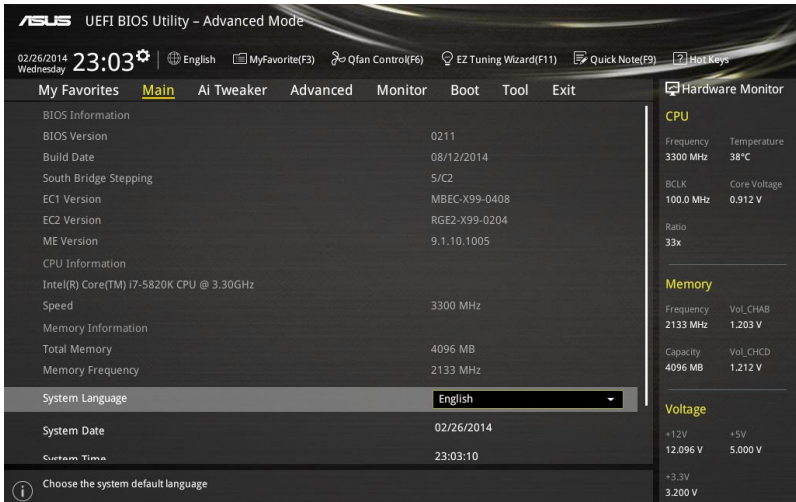 ASUS UEFI BIOS Utility – Advanced Mode
02/26/2014
Wednesday
23:03
English MyFavorite(F3) Qfan Control(F6) EZ Tuning Wizard(F11) Quick Note(F9) ? Hot Keys
My Favorites Main Ai Tweaker Advanced Monitor Boot Tool Exit
BIOS Information
BIOS Version 0211
Build Date 08/12/2014
South Bridge Stepping 5/C2
EC1 Version MBEC-X99-0408
EC2 Version RGE2-X99-0204
ME Version 9.1.10.1005
CPU Information
Intel(R) Core(TM) i7-5820K CPU @ 3.30GHz
Speed 3300 MHz
Memory Information
Total Memory 4096 MB
Memory Frequency 2133 MHz
System Language English
System Date 02/26/2014
System Time 23:03:10
Choose the system default language
Hardware Monitor
CPU
Frequency Temperature
3300 MHz 38°C
BCLK Core Voltage
100.0 MHz 0.912 V
Ratio
33x
Memory
Frequency Vol_CHAB
2133 MHz 1.203 V
Capacity Vol_CHCD
4096 MB 1.212 V
Voltage
+12V +5V
12.096 V 5.000 V
+3.3V
3.200 V